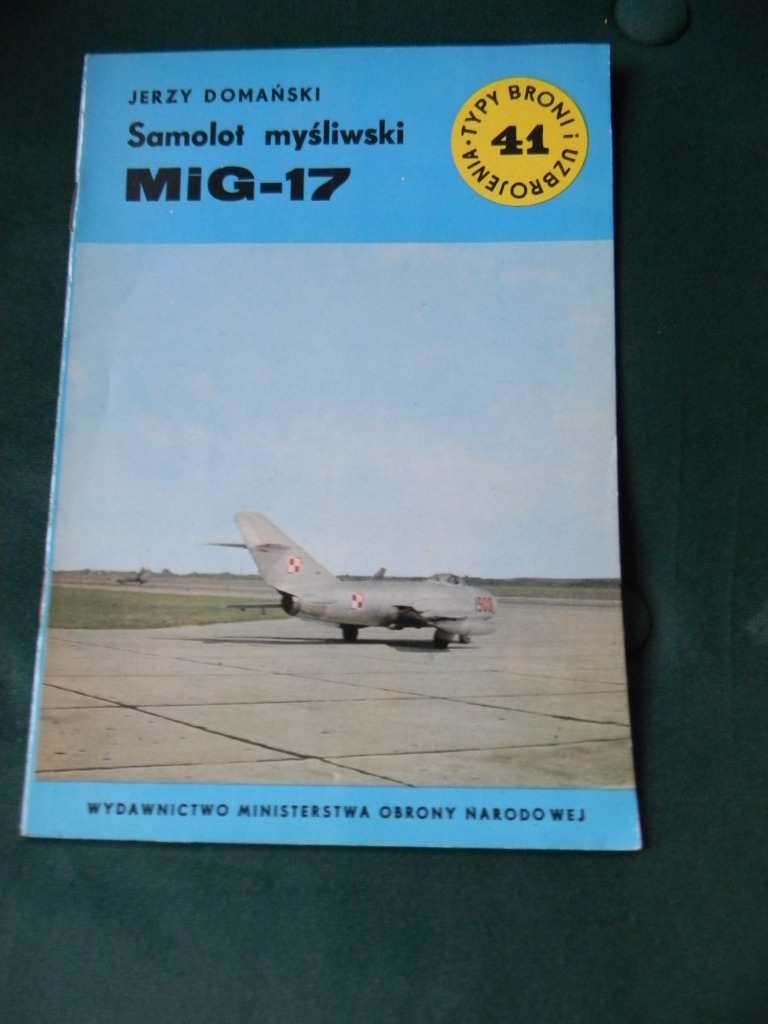 JERZY DOMAŃSKI
Samolot myśliwski
MiG-17
TYPY BRONI i UZBROJENIA •
41
WYDAWNICTWO MINISTERSTWA OBRONY NARODOWEJ